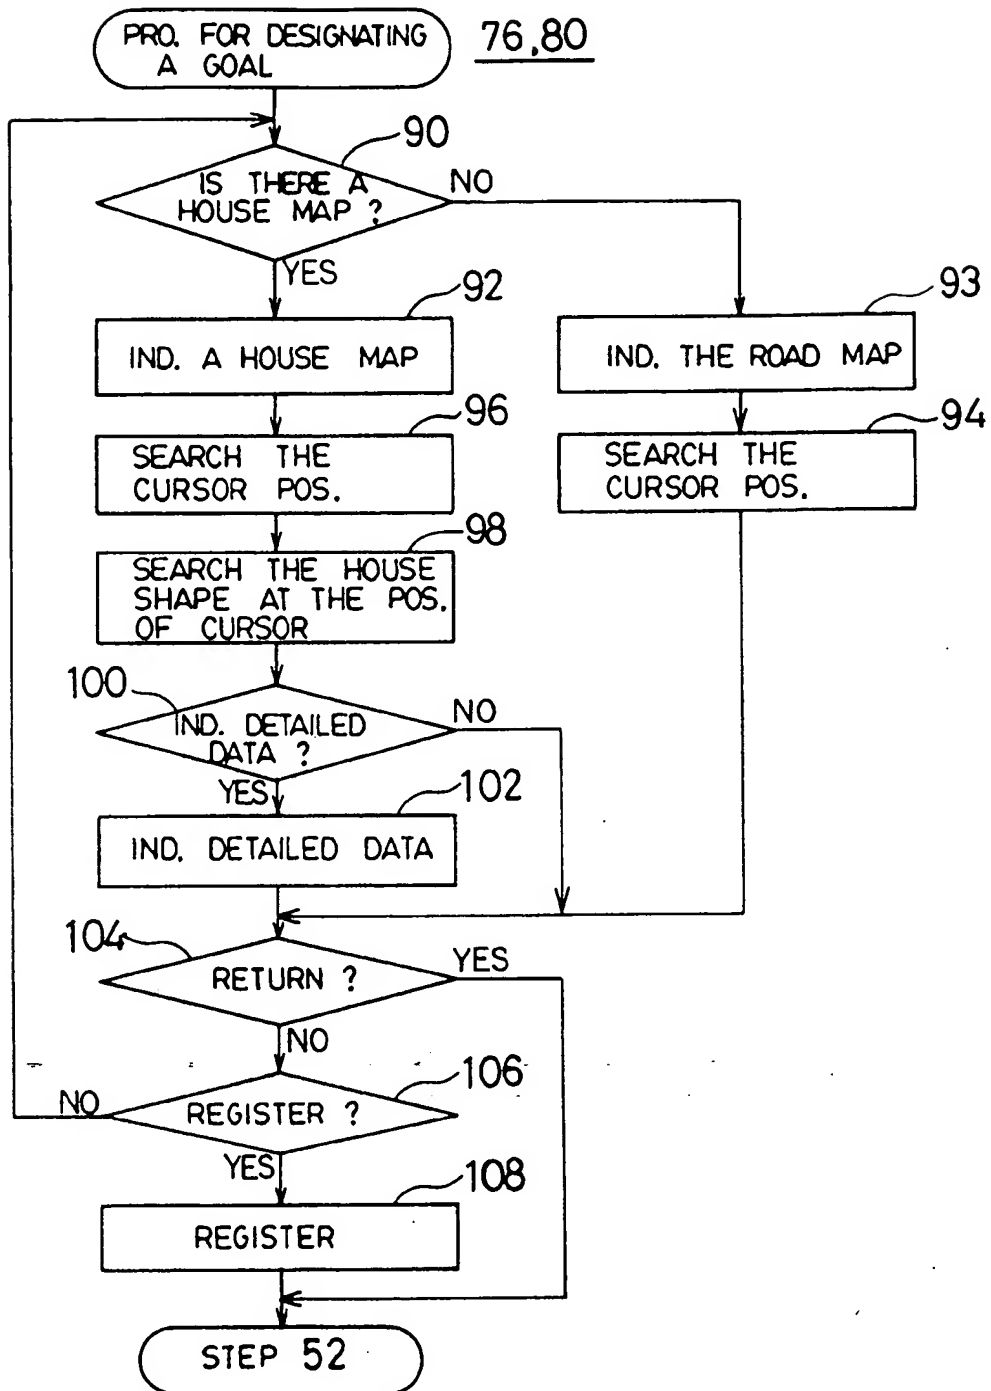 PRO. FOR DESIGNATING
A GOAL
76,80
90
IS THERE A
HOUSE MAP ?
NO
YES
92
93
IND. A HOUSE MAP
IND. THE ROAD MAP
96
94
SEARCH THE
CURSOR POS.
SEARCH THE
CURSOR POS.
98
SEARCH THE HOUSE
SHAPE AT THE POS.
OF CURSOR
100
IND. DETAILED
DATA ?
NO
YES
102
IND. DETAILED DATA
104
RETURN ?
YES
NO
106
REGISTER ?
NO
YES
108
REGISTER
STEP 52